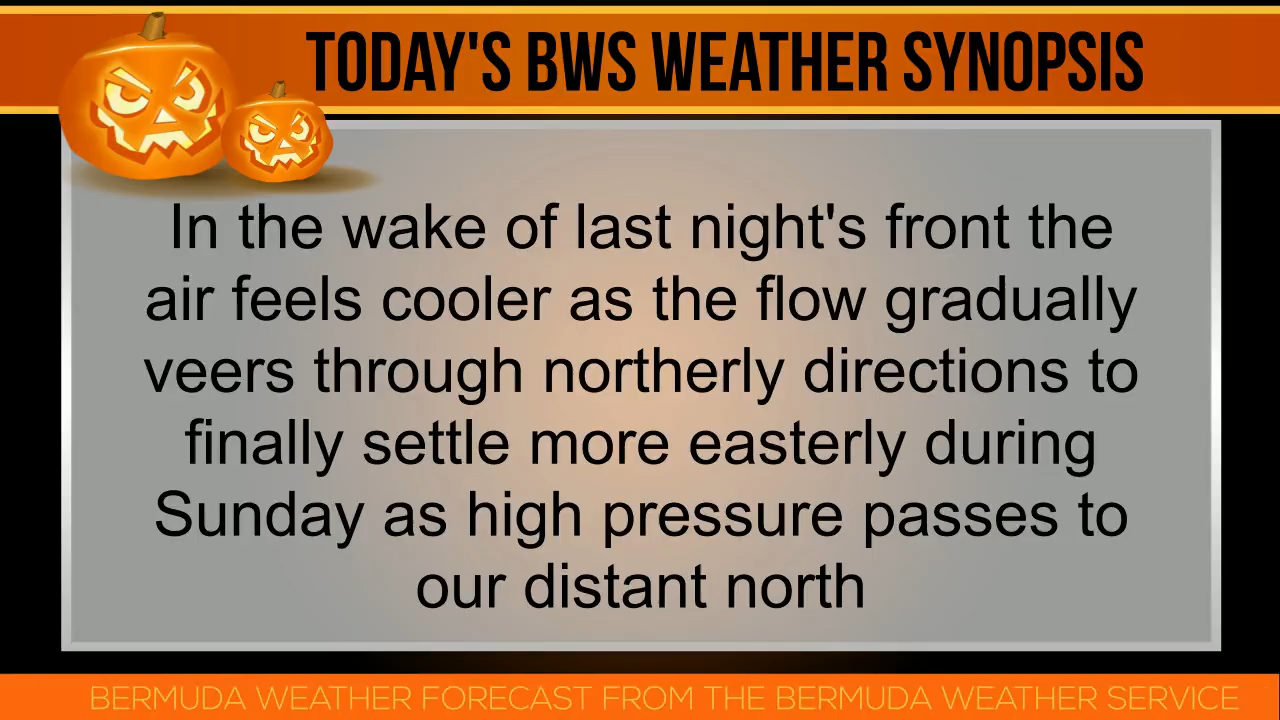 TODAY'S BWS WEATHER SYNOPSIS
In the wake of last night's front the
air feels cooler as the flow gradually
veers through northerly directions to
finally settle more easterly during
Sunday as high pressure passes to
our distant north
BERMUDA WEATHER FORECAST FROM THE BERMUDA WEATHER SERVICE